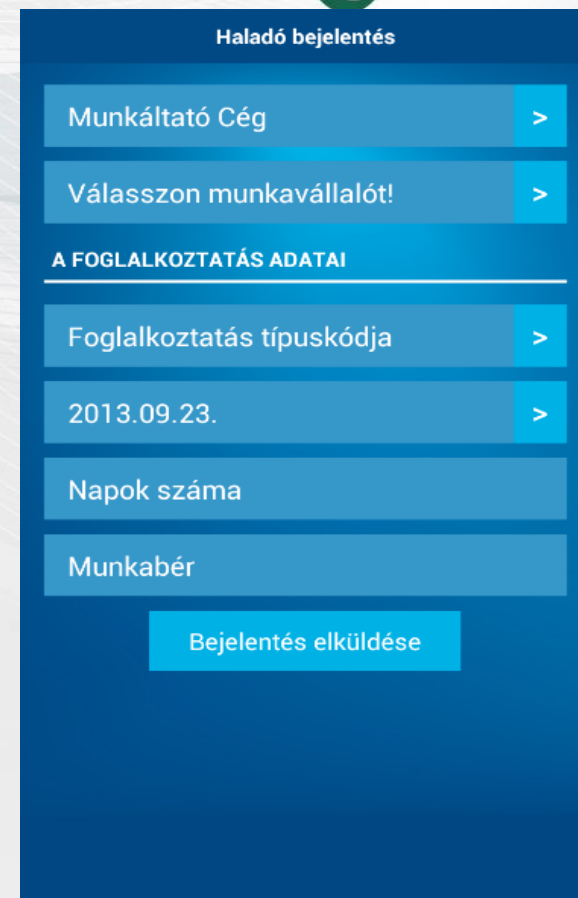 Haladó bejelentés
Munkáltató Cég >
Válasszon munkavállalót! >
A FOGLALKOZTATÁS ADATAI
Foglalkoztatás típuskódja >
2013.09.23. >
Napok száma
Munkabér
Bejelentés elküldése